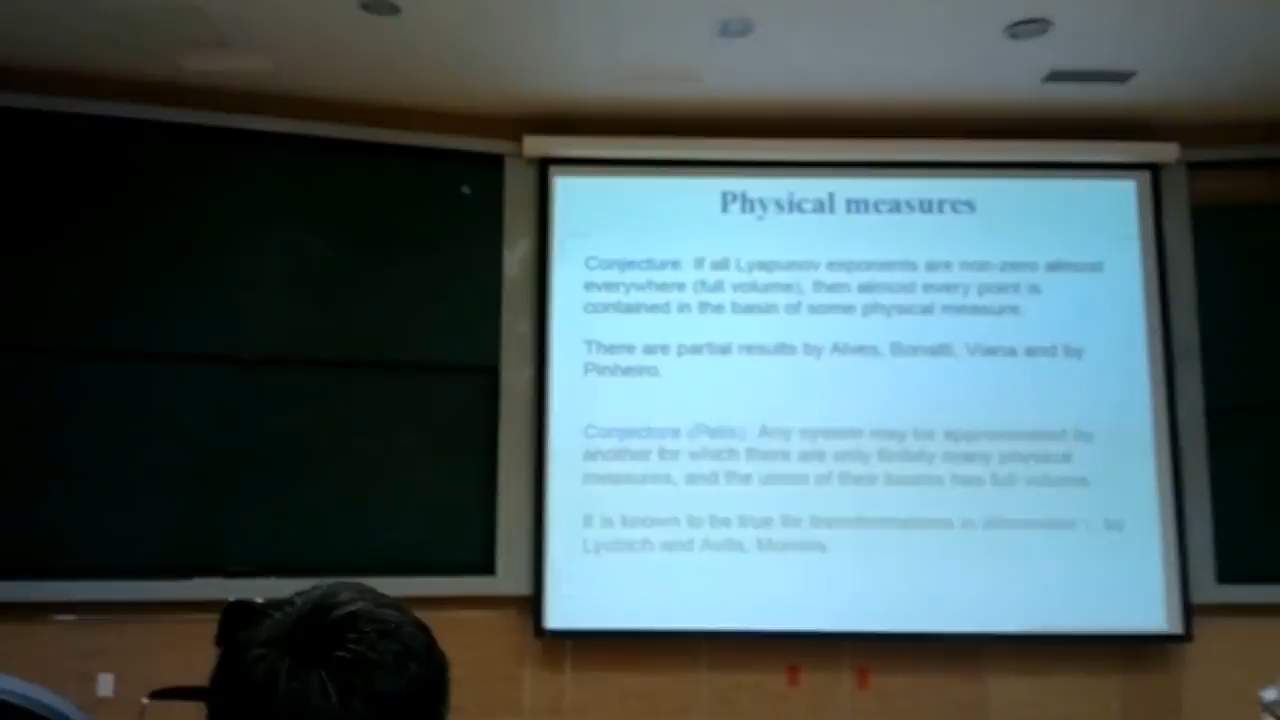 Physical measures
Conjecture: If all Lyapunov exponents are non-zero almost
everywhere (full volume), then almost every point is
contained in the basin of some physical measure.
There are partial results by Alves, Bonatti, Viana and by
Pinheiro.
Conjecture (Palis): Any system may be approximated by
another for which there are only finitely many physical
measures, and the union of their basins has full volume.
It is known to be true for transformations in dimension by
Lyubich and Avila, Moreira.